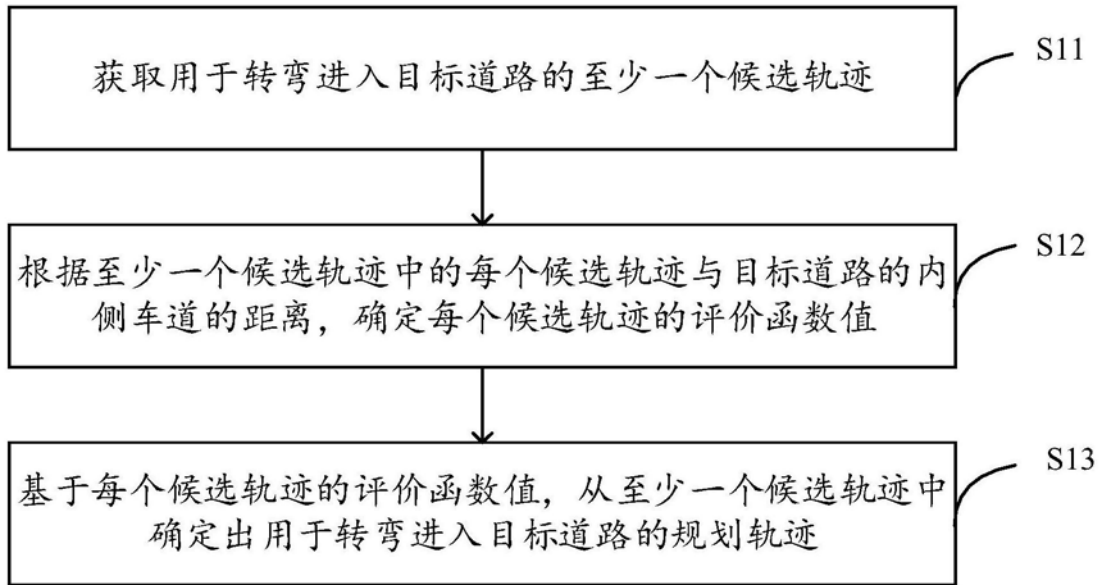 获取用于转弯进入目标道路的至少一个候选轨迹
S11
根据至少一个候选轨迹中的每个候选轨迹与目标道路的内
侧车道的距离，确定每个候选轨迹的评价函数值
S12
基于每个候选轨迹的评价函数值，从至少一个候选轨迹中
确定出用于转弯进入目标道路的规划轨迹
S13